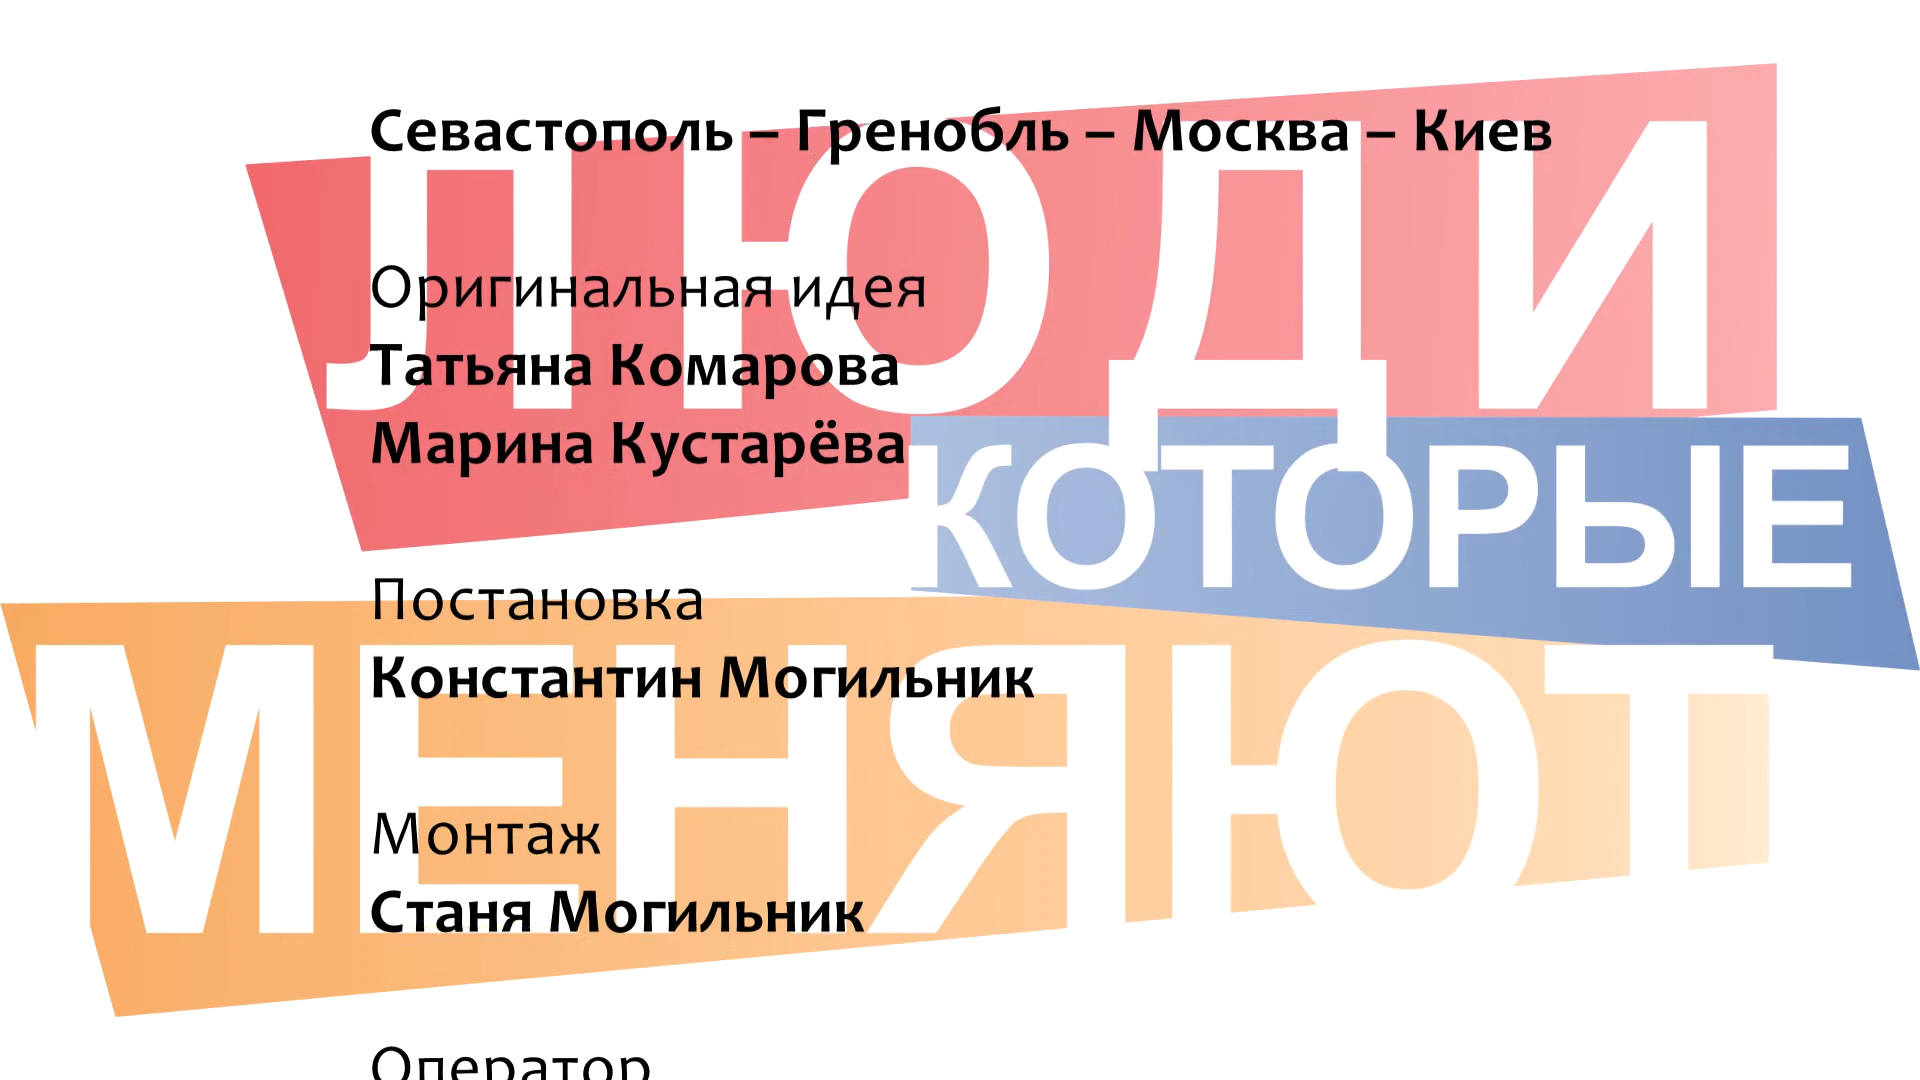 Севастополь – Гренобль – Москва – Киев
Оригинальная идея
Татьяна Комарова
Марина Кустарёва
Постановка
Константин Могильник
Монтаж
Станя Могильник
Оператор
ЛЮДИ
КОТОРЫЕ
МЕНЯЮТ